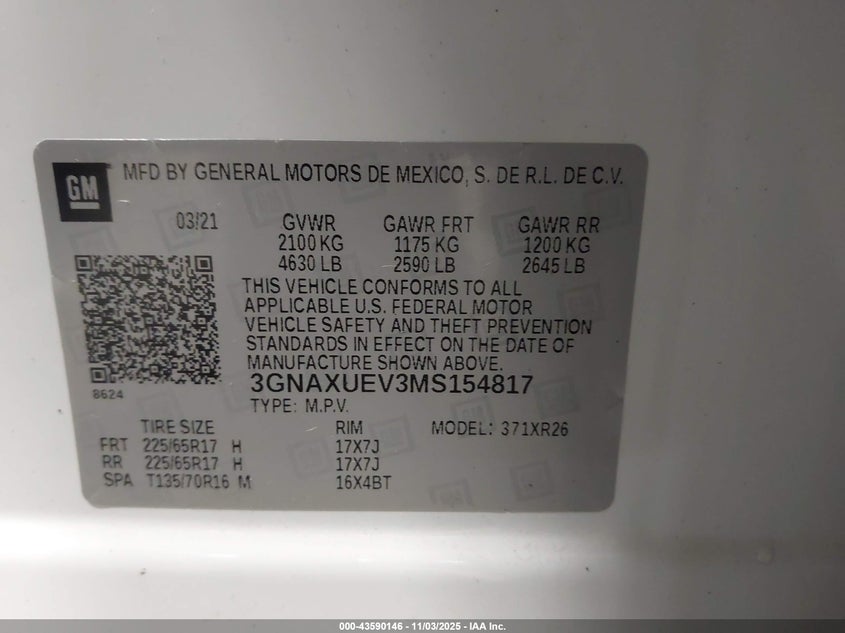 GM
MFD BY GENERAL MOTORS DE MEXICO, S. DE R.L. DE C.V.
03/21 GVWR GAWR FRT GAWR RR
2100 KG 1175 KG 1200 KG
4630 LB 2590 LB 2645 LB
THIS VEHICLE CONFORMS TO ALL
APPLICABLE U.S. FEDERAL MOTOR
VEHICLE SAFETY AND THEFT PREVENTION
STANDARDS IN EFFECT ON THE DATE OF
MANUFACTURE SHOWN ABOVE.
8624 3GNAXUEV3MS154817
TYPE: M.P.V.
TIRE SIZE RIM MODEL: 371XR26
FRT 225/65R17 H 17X7J
RR 225/65R17 H 17X7J
SPA T135/70R16 M 16X4BT
000-43590146 - 11/03/2025 - IAA Inc.